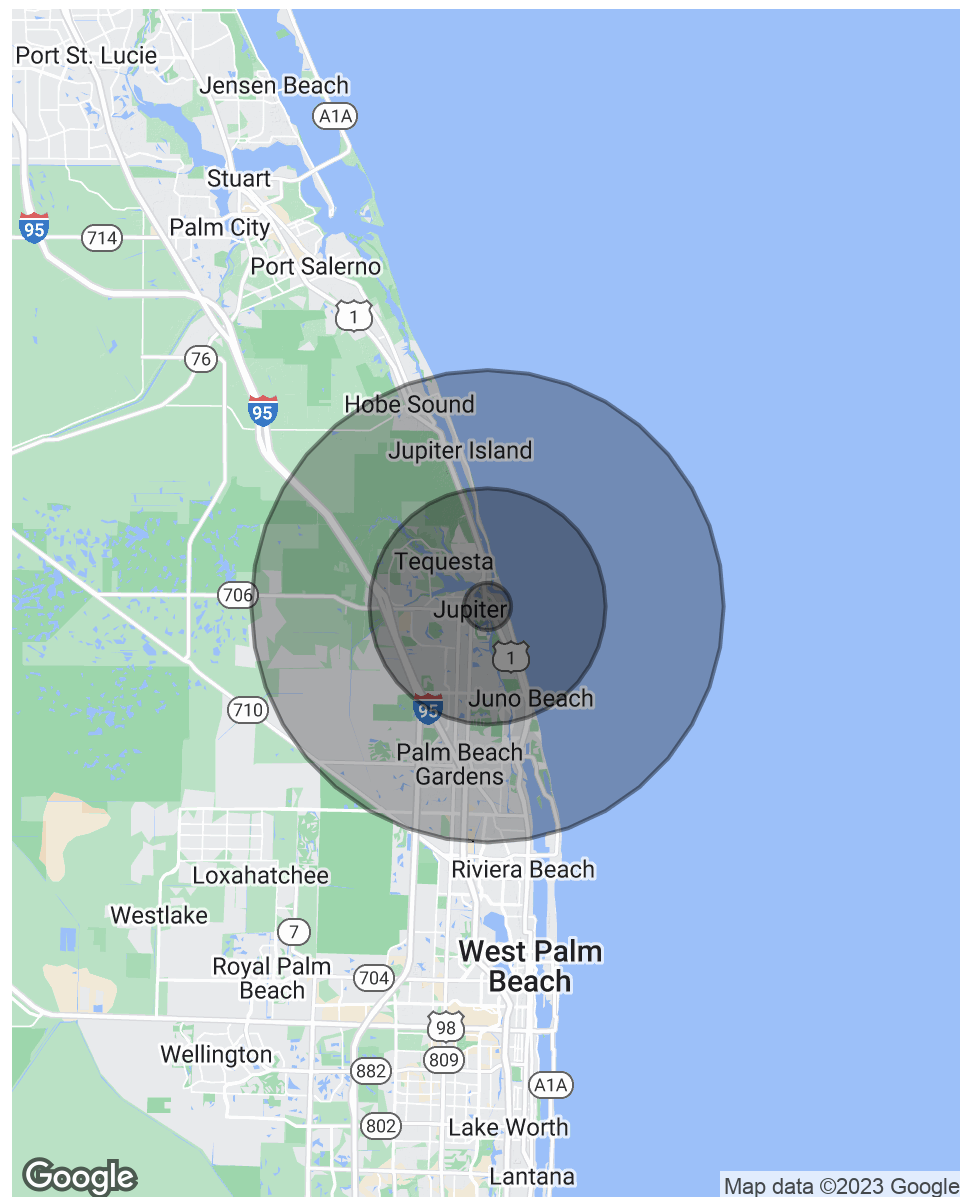 Port St. Lucie
Jensen Beach
A1A
Stuart
Palm City
95
714
Port Salerno
1
76
95
Hobe Sound
Jupiter Island
Tequesta
706
Jupiter
1
Juno Beach
710
95
Palm Beach
Gardens
Riviera Beach
Loxahatchee
Westlake
7
West Palm
Beach
Royal Palm
Beach
704
98
Wellington
809
882
A1A
802
Lake Worth
Lantana
Google
Map data ©2023 Google